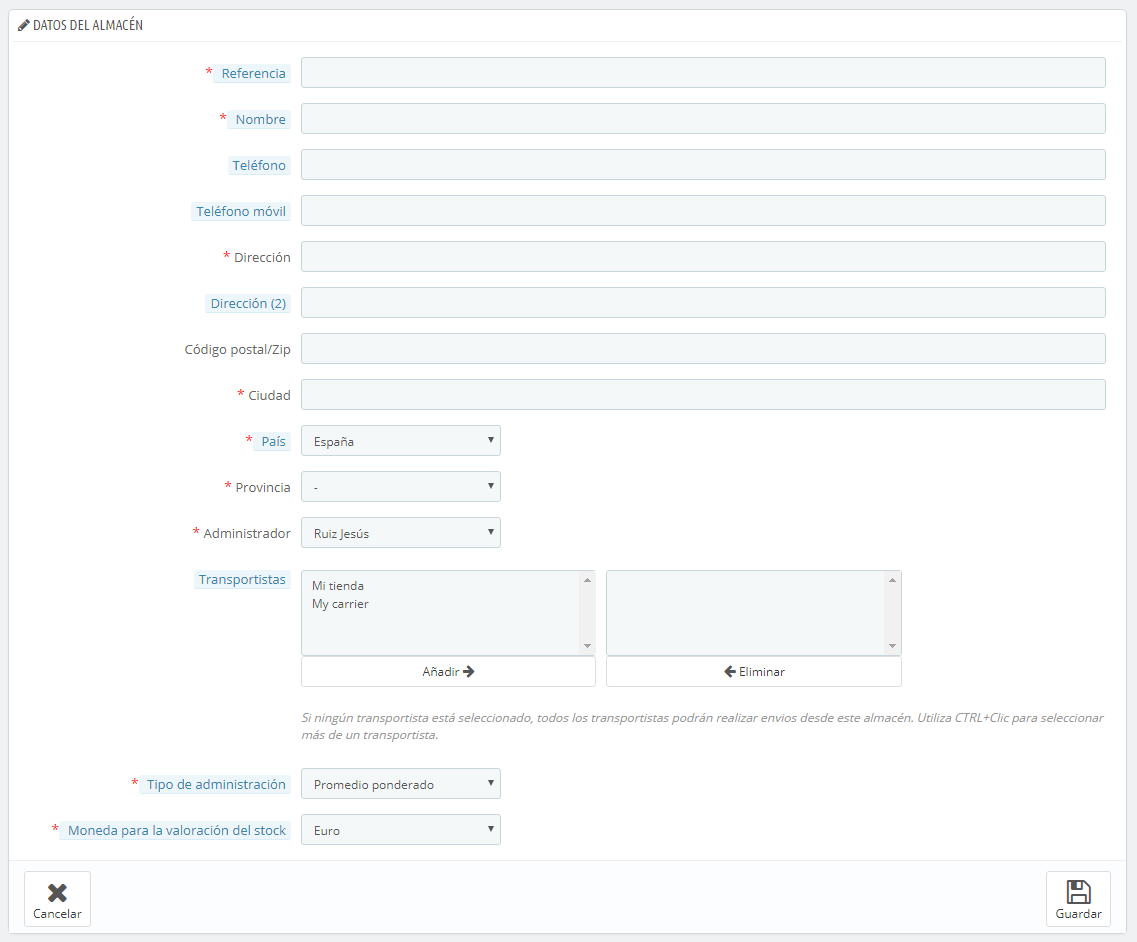 DATOS DEL ALMACÉN
* Referencia
* Nombre
Teléfono
Teléfono móvil
* Dirección
Dirección (2)
Código postal/Zip
* Ciudad
* País España
* Provincia -
* Administrador Ruiz Jesús
Transportistas
Mi tienda
My carrier
Añadir
Eliminar
Si ningún transportista está seleccionado, todos los transportistas podrán realizar envios desde este almacén. Utiliza CTRL+Clic para seleccionar
más de un transportista.
* Tipo de administración Promedio ponderado
* Moneda para la valoración del stock Euro
Cancelar
Guardar